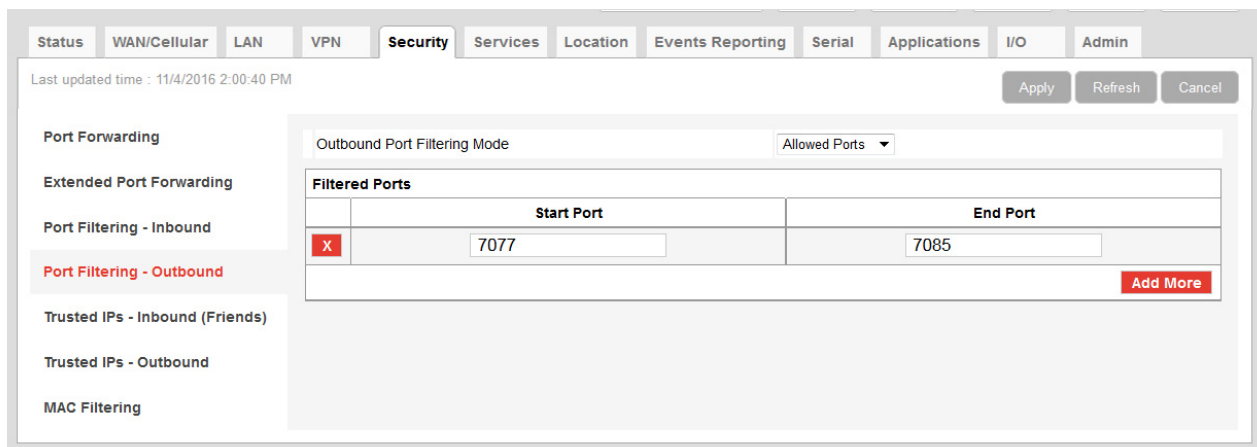 Status WAN/Cellular LAN VPN Security Services Location Events Reporting Serial Applications I/O Admin
Last updated time : 11/4/2016 2:00:40 PM
Apply Refresh Cancel
Port Forwarding
Extended Port Forwarding
Port Filtering - Inbound
Port Filtering - Outbound
Trusted IPs - Inbound (Friends)
Trusted IPs - Outbound
MAC Filtering
Outbound Port Filtering Mode Allowed Ports
Filtered Ports
Start Port End Port
X 7077 7085
Add More